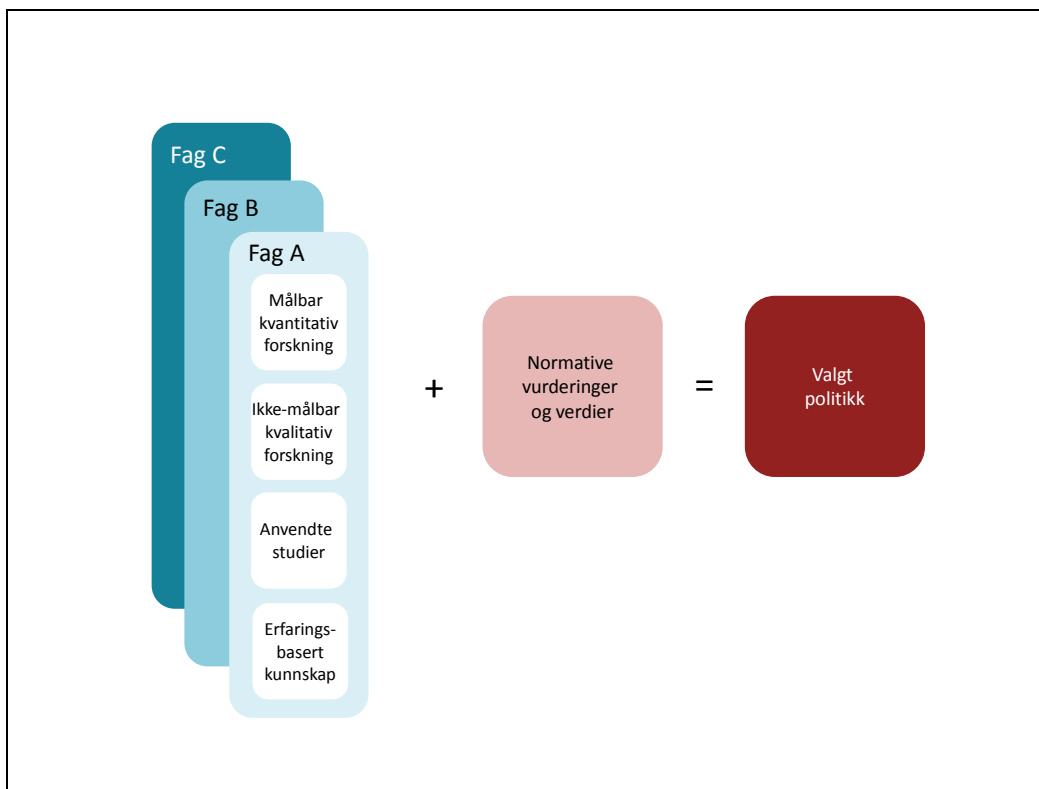 Fag C
Fag B
Fag A
Målbar
kvantitativ
forskning
Ikke-målbar
kvalitativ
forskning
Anvendte
studier
Erfarings-
basert
kunnskap
+
Normative
vurderinger
og verdier
=
Valgt
politikk